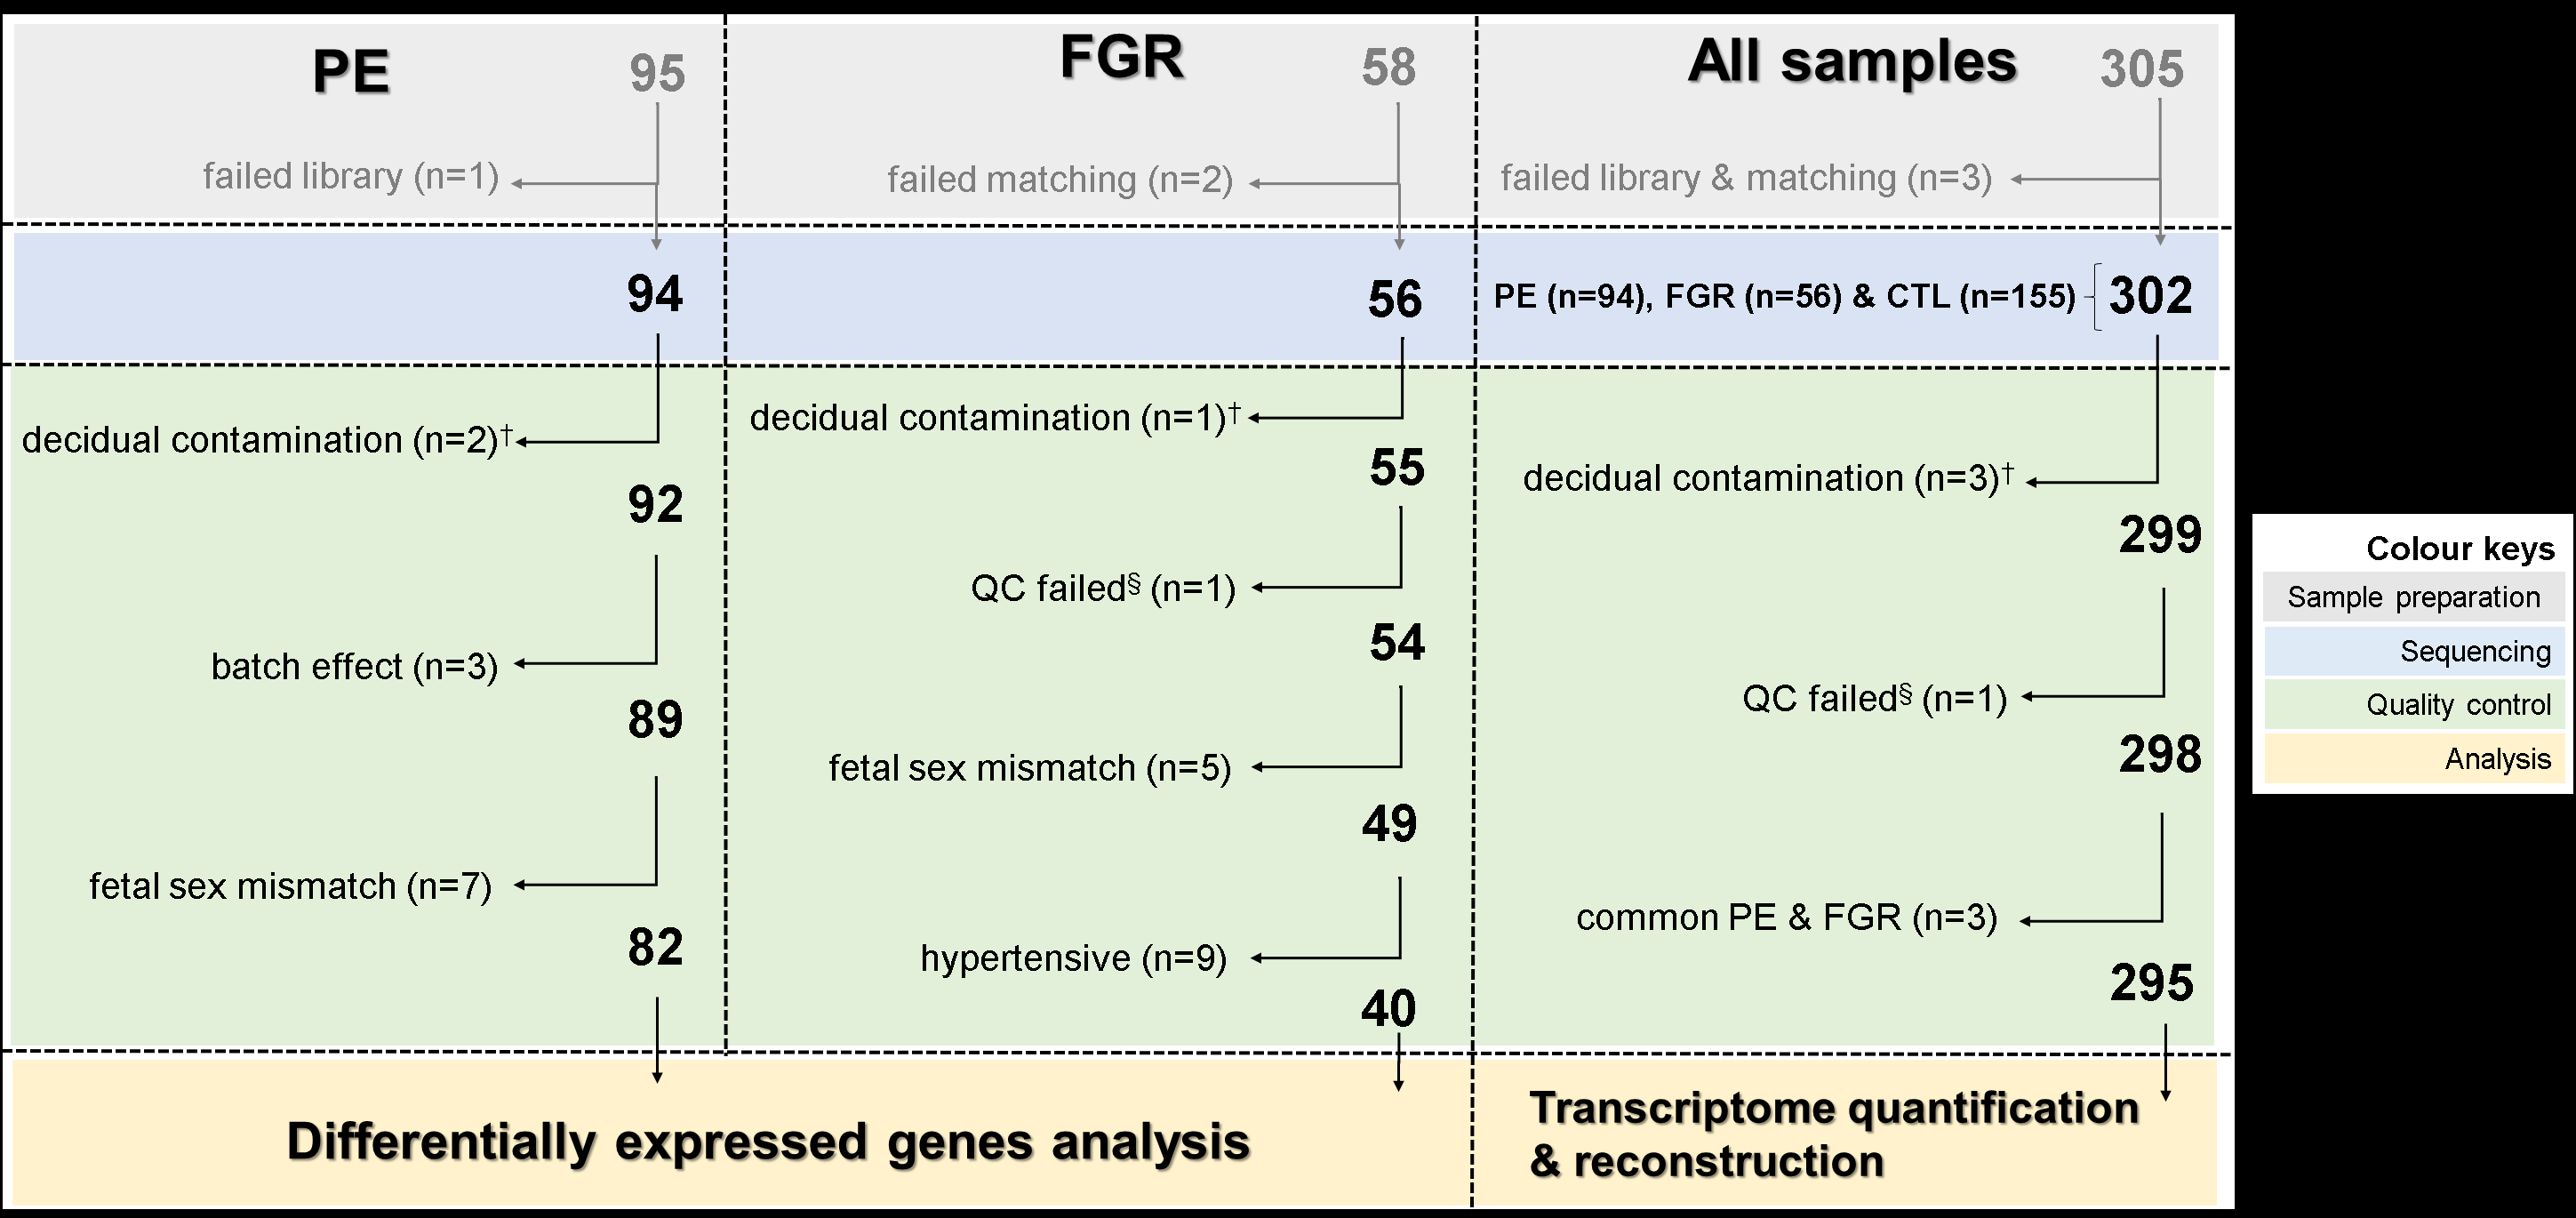 PE
95
failed library (n=1)
94
decidual contamination (n=2)†
92
batch effect (n=3)
89
fetal sex mismatch (n=7)
82
FGR
58
failed matching (n=2)
56
decidual contamination (n=1)†
55
QC failed§ (n=1)
54
fetal sex mismatch (n=5)
49
hypertensive (n=9)
40
Differentially expressed genes analysis
All samples
305
failed library & matching (n=3)
PE (n=94), FGR (n=56) & CTL (n=155)
302
decidual contamination (n=3)†
299
QC failed§ (n=1)
298
common PE & FGR (n=3)
295
Transcriptome quantification
& reconstruction
Colour keys
Sample preparation
Sequencing
Quality control
Analysis